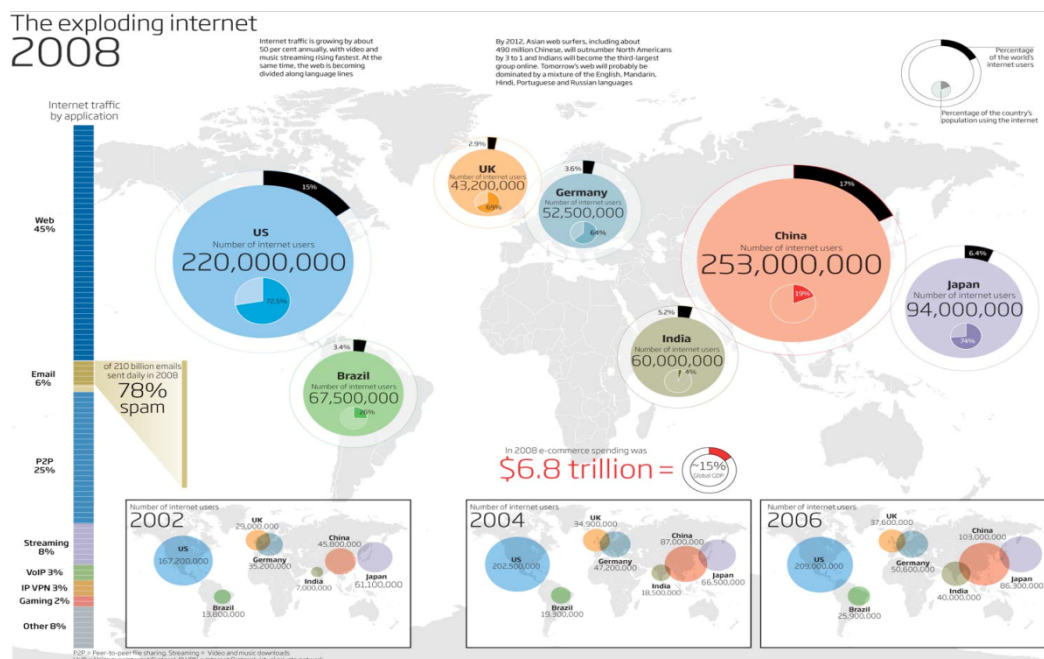 The exploding internet
2008
Internet traffic is growing by about
50 per cent annually, with video and
music streaming rising fastest. At the
same time, the web is becoming
divided along language lines
By 2012, Asian web surfers, including about
490 million Chinese, will outnumber North Americans
by 3 to 1 and Indians will become the third-largest
group online. Tomorrow's web will probably be
dominated by a mixture of the English, Mandarin,
Hindi, Portuguese and Russian languages
Percentage
of the world's
internet users
Percentage of the country's
population using the internet
Internet traffic
by application
Web
45%
Email
6%
P2P
25%
Streaming
8%
VoIP 3%
IP VPN 3%
Gaming 2%
Other 8%
of 210 billion emails
sent daily in 2008
78%
spam
15%
US
Number of internet users
220,000,000
72.5%
2.9%
UK
Number of internet users
43,200,000
69%
3.6%
Germany
Number of internet users
52,500,000
64%
17%
China
Number of internet users
253,000,000
19%
6.4%
Japan
Number of internet users
94,000,000
74%
5.2%
India
Number of internet users
60,000,000
4%
3.4%
Brazil
Number of internet users
67,500,000
26%
In 2008 e-commerce spending was
$6.8 trillion =
~15%
Global GDP
Number of internet users
2002
US
167,200,000
UK
29,000,000
Germany
35,200,000
China
45,800,000
India
7,000,000
Japan
61,100,000
Brazil
13,800,000
Number of internet users
2004
US
202,500,000
UK
34,900,000
Germany
47,200,000
China
87,000,000
India
18,500,000
Japan
66,500,000
Brazil
19,300,000
Number of internet users
2006
US
209,000,000
UK
37,600,000
Germany
50,600,000
China
103,000,000
India
40,000,000
Japan
86,300,000
Brazil
25,900,000
P2P = Peer-to-peer file sharing. Streaming = Video and music downloads